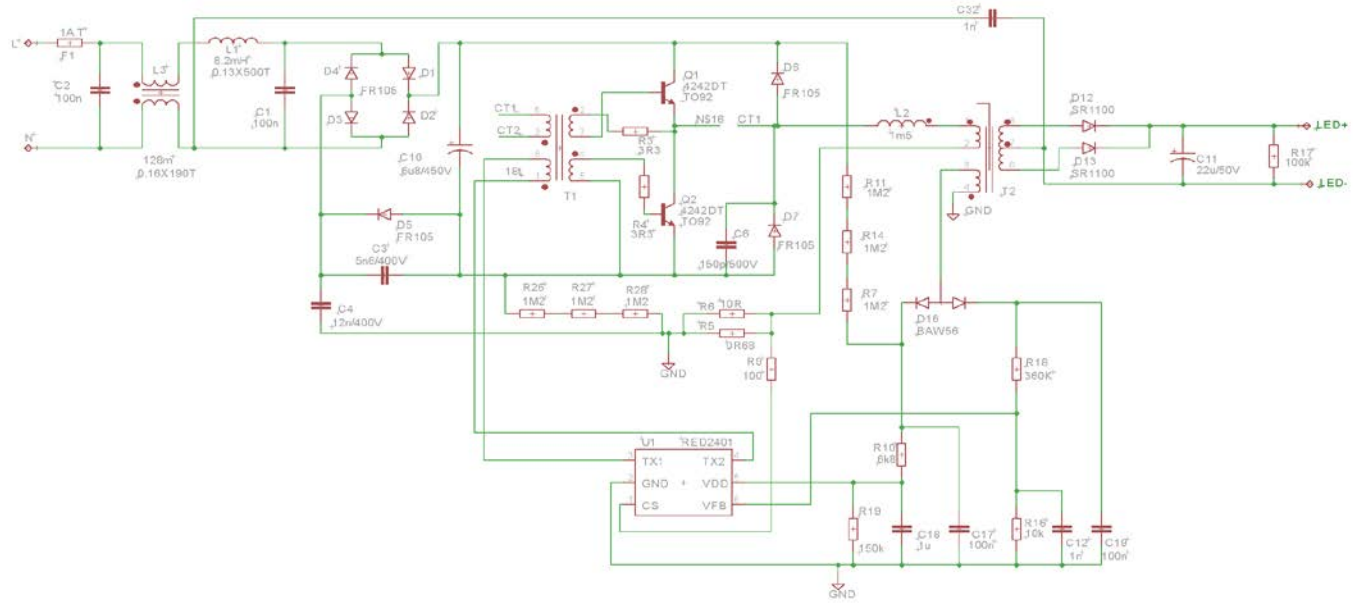 L
1A T
F1
C2
100n
L3
128m
0.16X190T
N
L1
8.2mH
0.13X500T
C1
100n
D4
D1
FR105
D3
D2
C10
6u8/450V
D5
FR105
C3
5n6/400V
C4
12n/400V
CT1
CT2
18L
T1
R3
3R3
R4
3R3
Q1
4242DT
TO92
Q2
4242DT
TO92
NS16
CT1
D8
FR105
D7
FR105
C6
150p/500V
C32
1n
L2
1m5
T2
GND
D12
SR1100
D13
SR1100
C11
22u/50V
R17
100k
LED+
LED-
R11
1M2
R14
1M2
R7
1M2
R26
1M2
R27
1M2
R28
1M2
R6
10R
R5
0R68
R9
100
GND
D16
BAW56
R18
360K
U1
RED2401
TX1
TX2
GND
VDD
CS
VFB
R10
6k8
R19
150k
C18
1u
C17
100n
R16
10k
C12
1n
C19
100n
GND